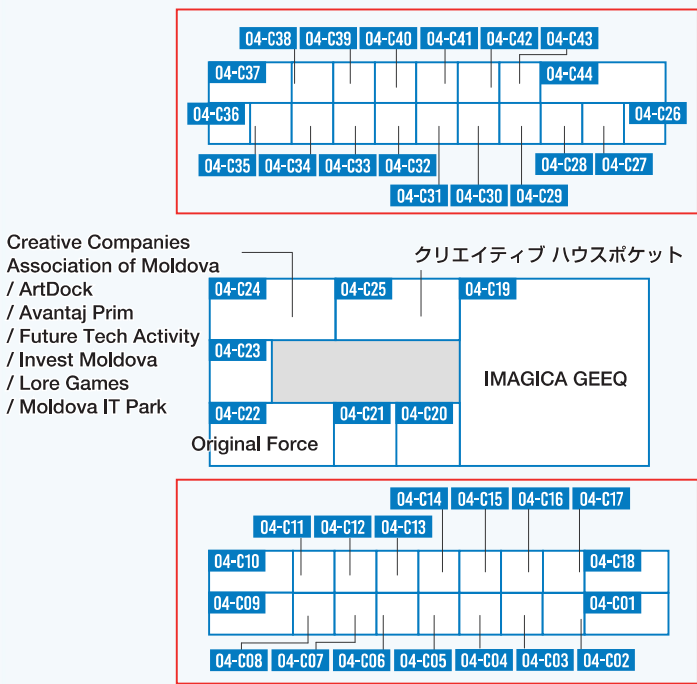 04-C38 04-C39 04-C40 04-C41 04-C42 04-C43
04-C37 04-C44
04-C36 04-C26
04-C35 04-C34 04-C33 04-C32 04-C28 04-C27
04-C31 04-C30 04-C29
Creative Companies
Association of Moldova
/ ArtDock
/ Avantaj Prim
/ Future Tech Activity
/ Invest Moldova
/ Lore Games
/ Moldova IT Park
クリエイティブ ハウスポケット
04-C24 04-C25 04-C19
04-C23
IMAGICA GEEQ
04-C22 04-C21 04-C20
Original Force
04-C14 04-C15 04-C16 04-C17
04-C11 04-C12 04-C13
04-C10 04-C18
04-C09 04-C01
04-C08 04-C07 04-C06 04-C05 04-C04 04-C03 04-C02